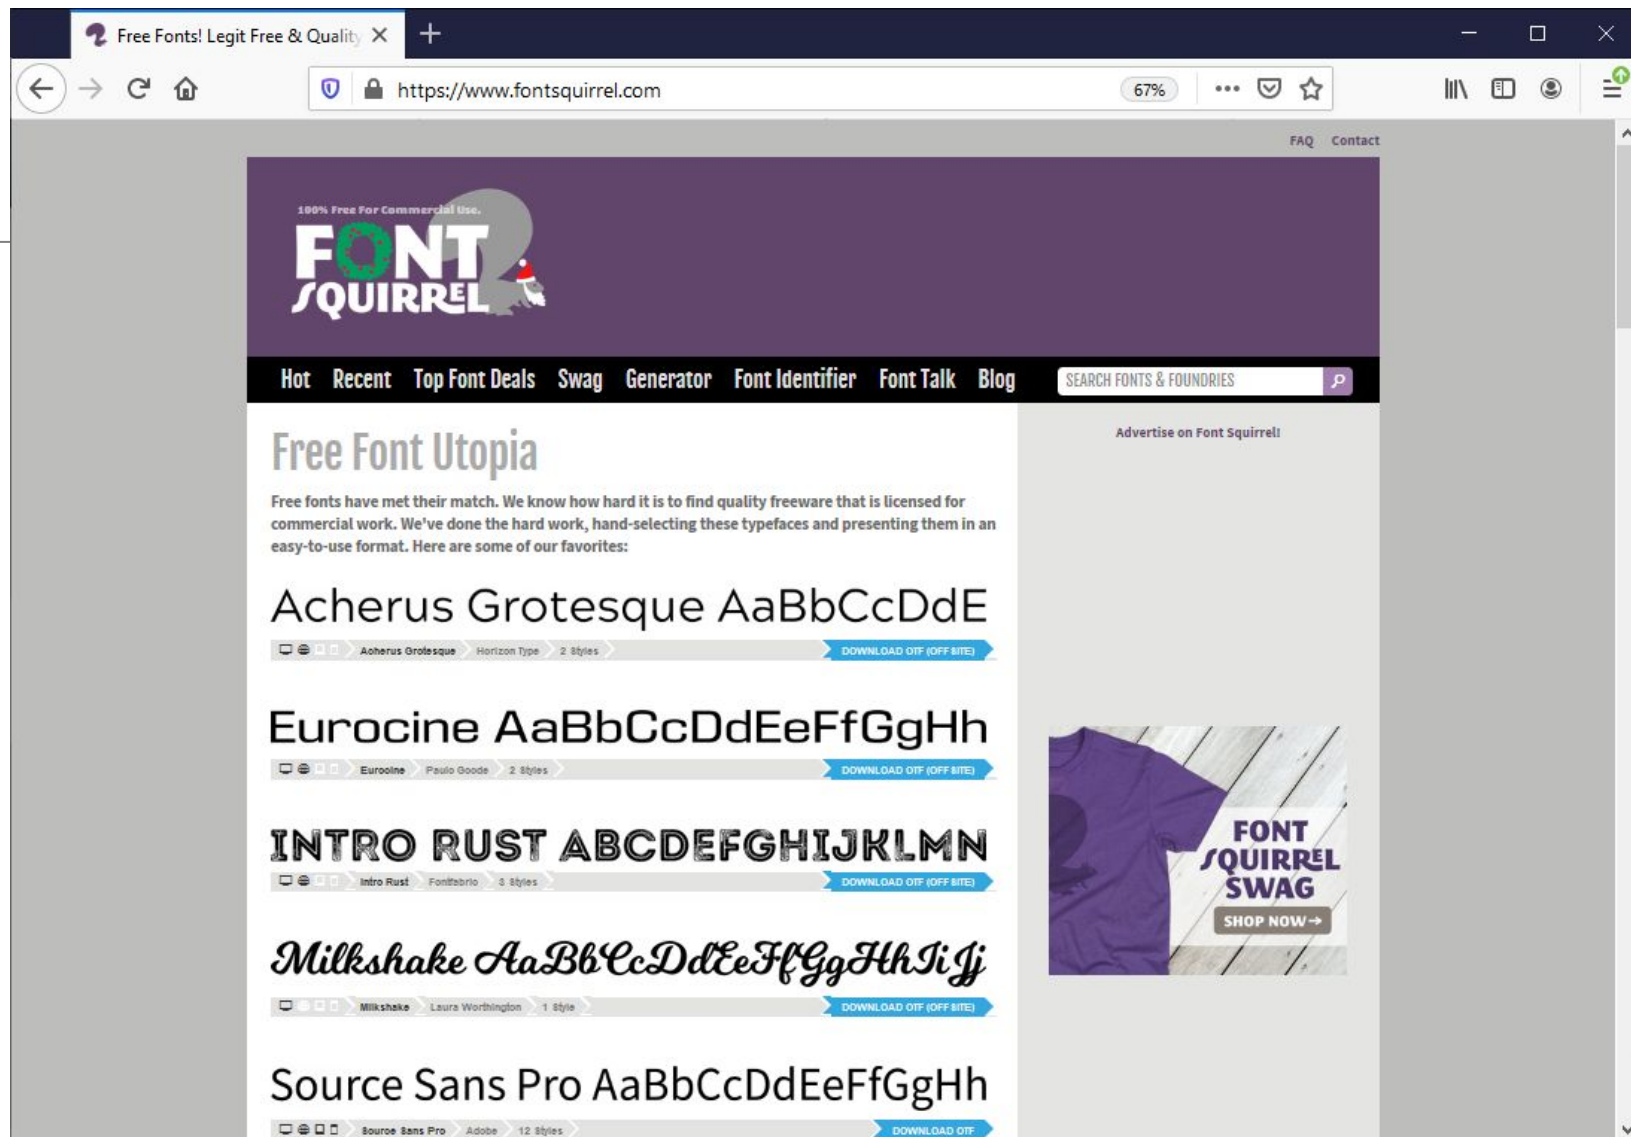 Free Fonts! Legit Free & Quality
https://www.fontsquirrel.com
67%
FAQ Contact
100% Free For Commercial Use.
FONT
SQUIRREL
Hot Recent Top Font Deals Swag Generator Font Identifier Font Talk Blog SEARCH FONTS & FOUNDRIES
Free Font Utopia
Advertise on Font Squirrel!
Free fonts have met their match. We know how hard it is to find quality freeware that is licensed for
commercial work. We've done the hard work, hand-selecting these typefaces and presenting them in an
easy-to-use format. Here are some of our favorites:
Acherus Grotesque AaBbCcDdE
Acherus Grotesque Horizon Type 2 Styles DOWNLOAD OTF (OFF SITE)
Eurocine AaBbCcDdEeFfGgHh
Eurocine Paulo Goode 2 Styles DOWNLOAD OTF (OFF SITE)
INTRO RUST ABCDEFGHIJKLMN
Intro Rust Fontfabric 3 Styles DOWNLOAD OTF (OFF SITE)
Milkshake AaBbCcDdEeFfGgHhIiJj
Milkshake Laura Worthington 1 Style DOWNLOAD OTF (OFF SITE)
Source Sans Pro AaBbCcDdEeFfGgHh
Source Sans Pro Adobe 12 Styles DOWNLOAD OTF
FONT
SQUIRREL
SWAG
SHOP NOW→